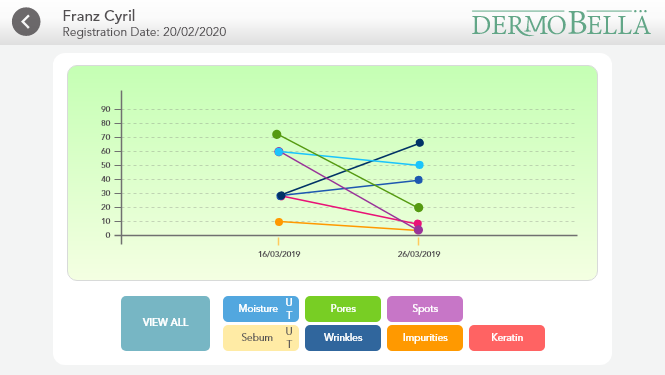 Franz Cyril
Registration Date: 20/02/2020
DERMOBELLA
90
80
70
60
50
40
30
20
10
0
16/03/2019
26/03/2019
VIEW ALL
Moisture U T
Pores
Spots
Sebum U T
Wrinkles
Impurities
Keratin